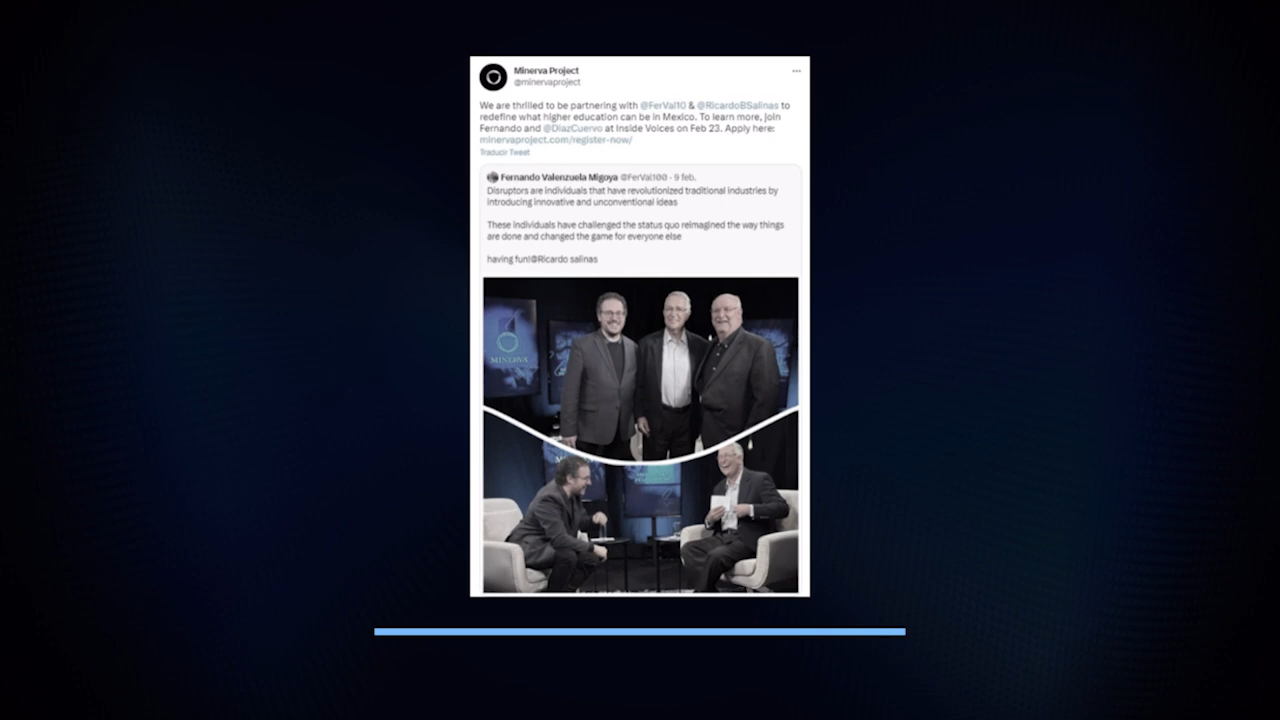 Minerva Project
@minervaproject
We are thrilled to be partnering with @FerVal10 & @RicardoBSalinas to
redefine what higher education can be in Mexico. To learn more, join
Fernando and @DiazCuervo at Inside Voices on Feb 23. Apply here:
minervaproject.com/register-now/
Traducir Tweet
Fernando Valenzuela Migoya @FerVal100 · 9 feb.
Disruptors are individuals that have revolutionized traditional industries by
introducing innovative and unconventional ideas
These individuals have challenged the status quo reimagined the way things
are done and changed the game for everyone else
having fun!@Ricardo salinas
MINERVA